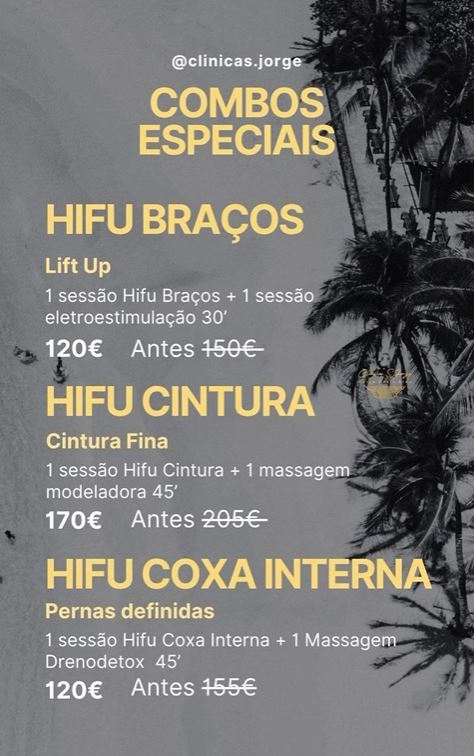 @clinicas.jorge
COMBOS
ESPECIAIS
HIFU BRAÇOS
Lift Up
1 sessão Hifu Braços + 1 sessão
eletroestimulação 30’
120€ Antes 150€
HIFU CINTURA
Cintura Fina
1 sessão Hifu Cintura + 1 massagem
modeladora 45’
170€ Antes 205€
HIFU COXA INTERNA
Pernas definidas
1 sessão Hifu Coxa Interna + 1 Massagem
Drenodetox 45’
120€ Antes 155€